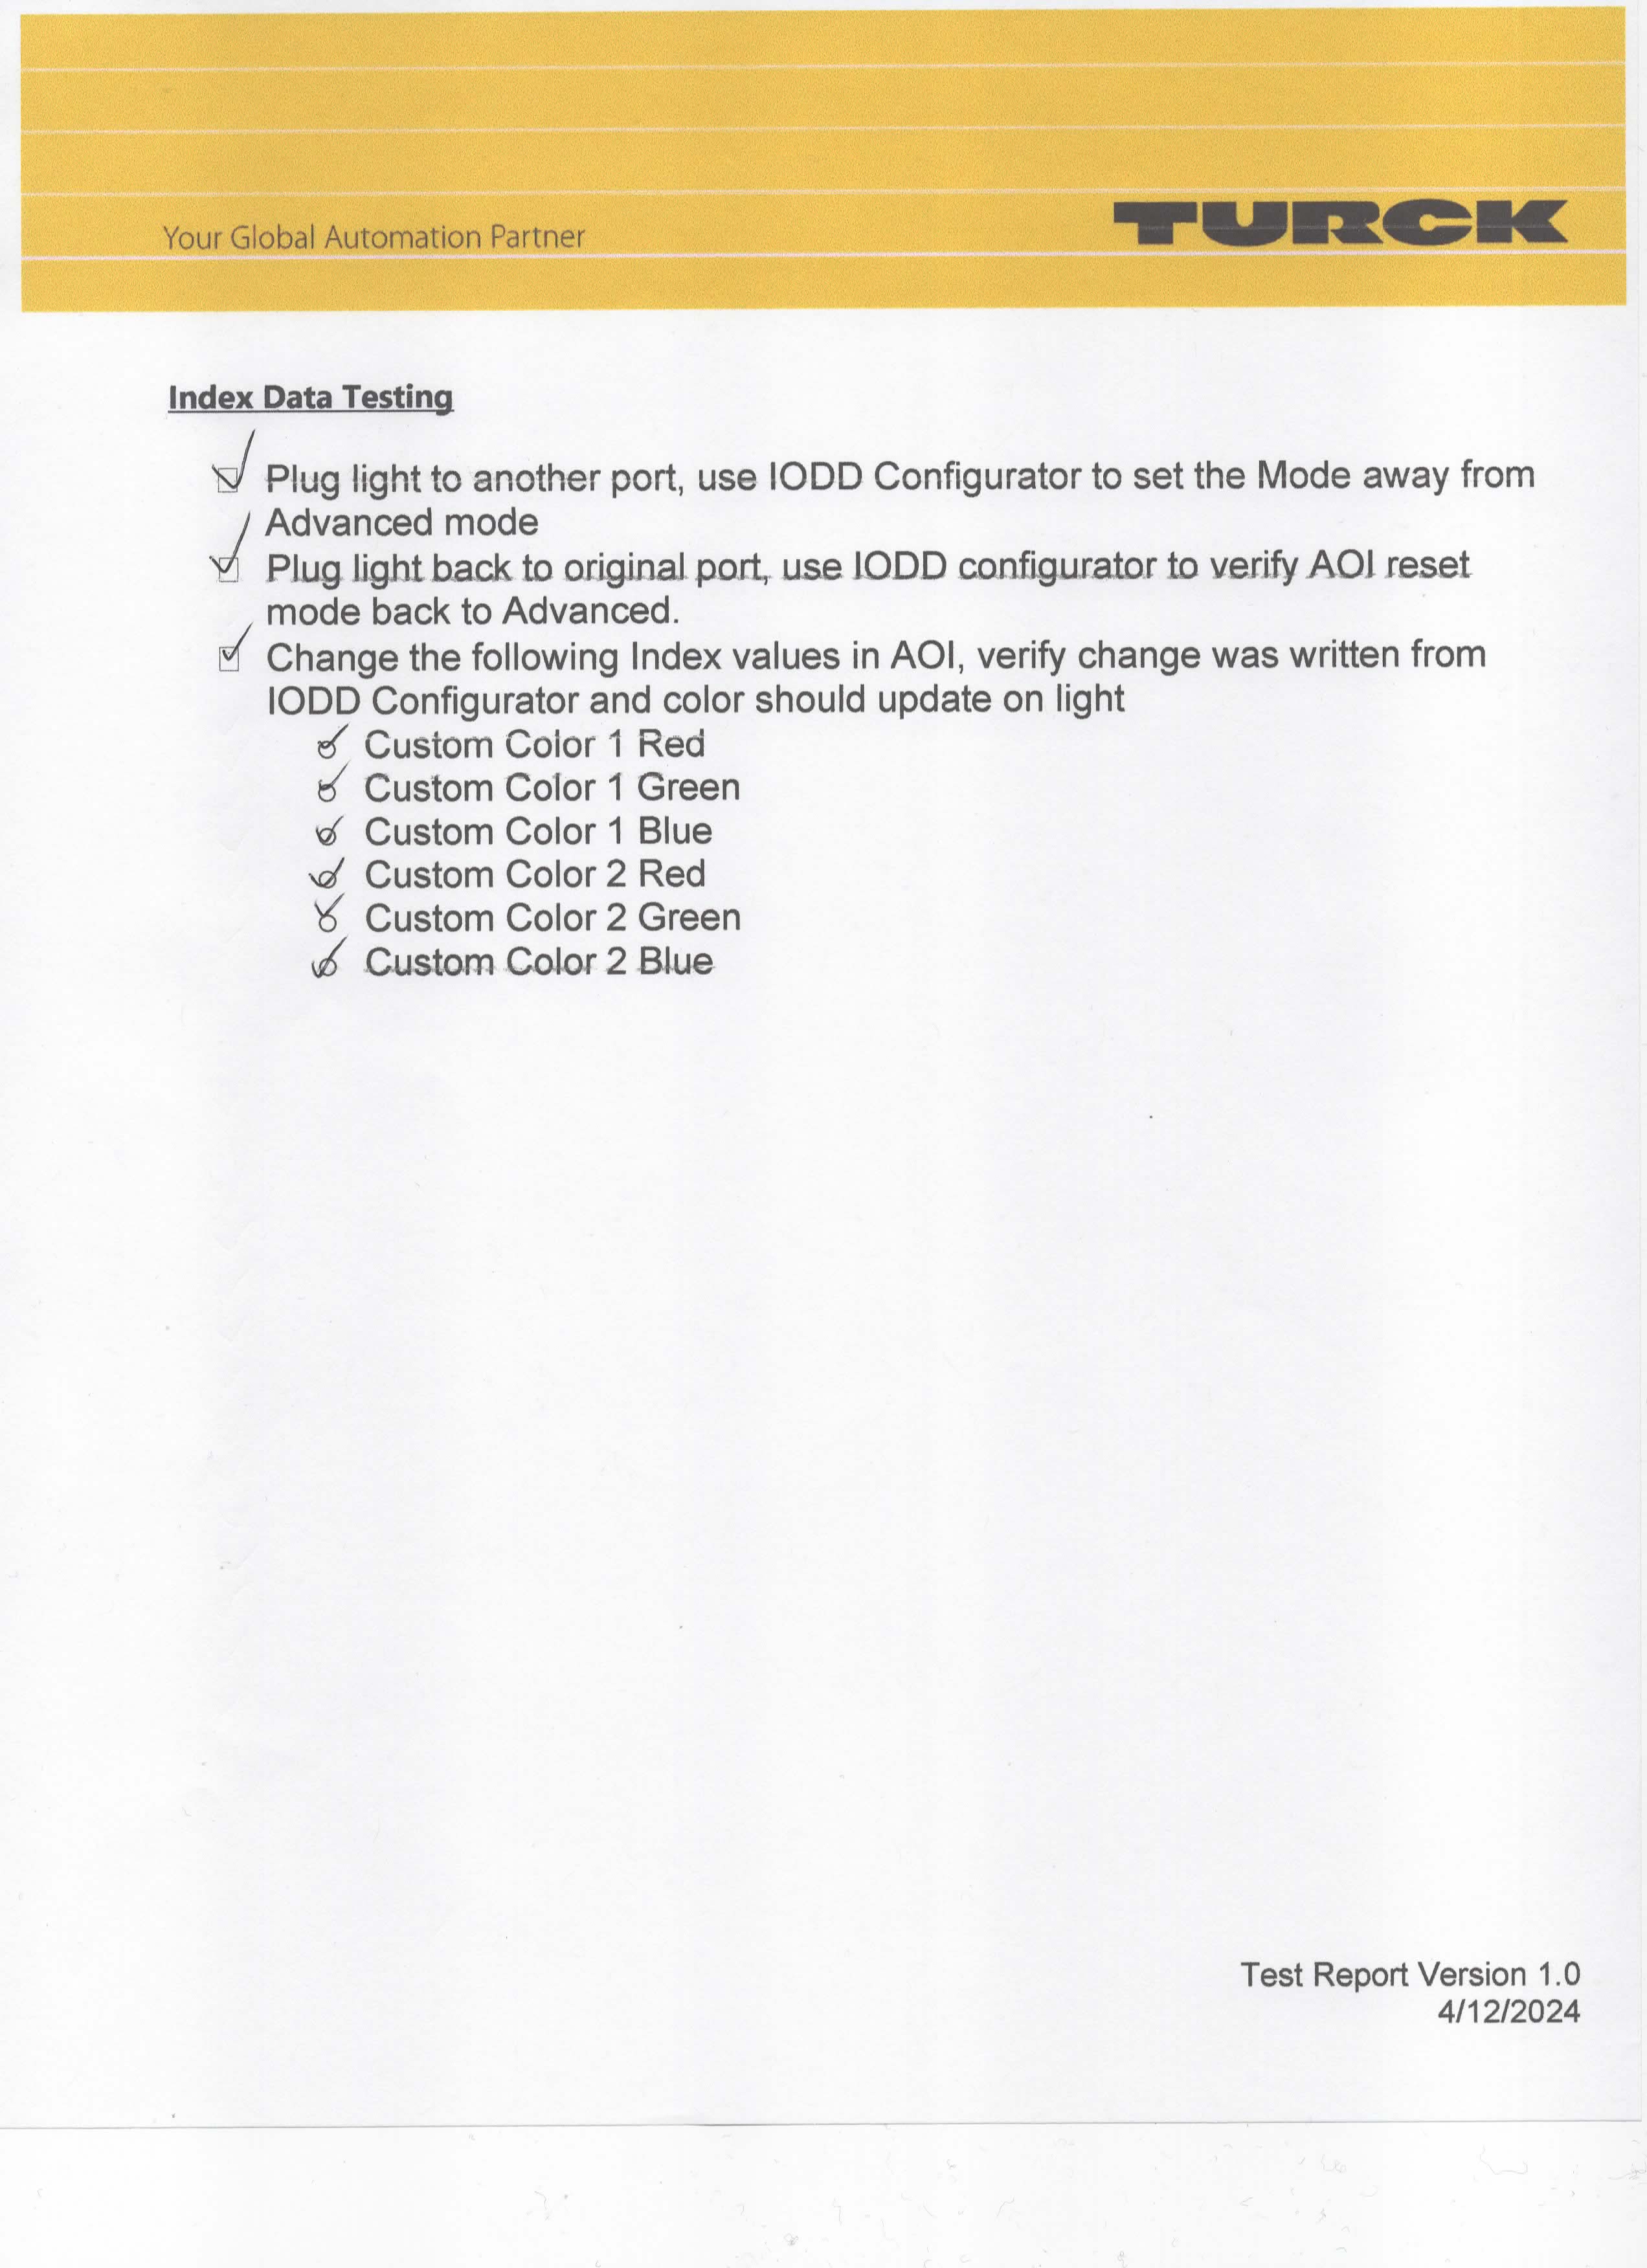 Your Global Automation Partner
TURCK
Index Data Testing
Plug light to another port, use IODD Configurator to set the Mode away from
Advanced mode
Plug light back to original port, use IODD configurator to verify AOI reset
mode back to Advanced.
Change the following Index values in AOI, verify change was written from
IODD Configurator and color should update on light
Custom Color 1 Red
Custom Color 1 Green
Custom Color 1 Blue
Custom Color 2 Red
Custom Color 2 Green
Custom Color 2 Blue
Test Report Version 1.0
4/12/2024